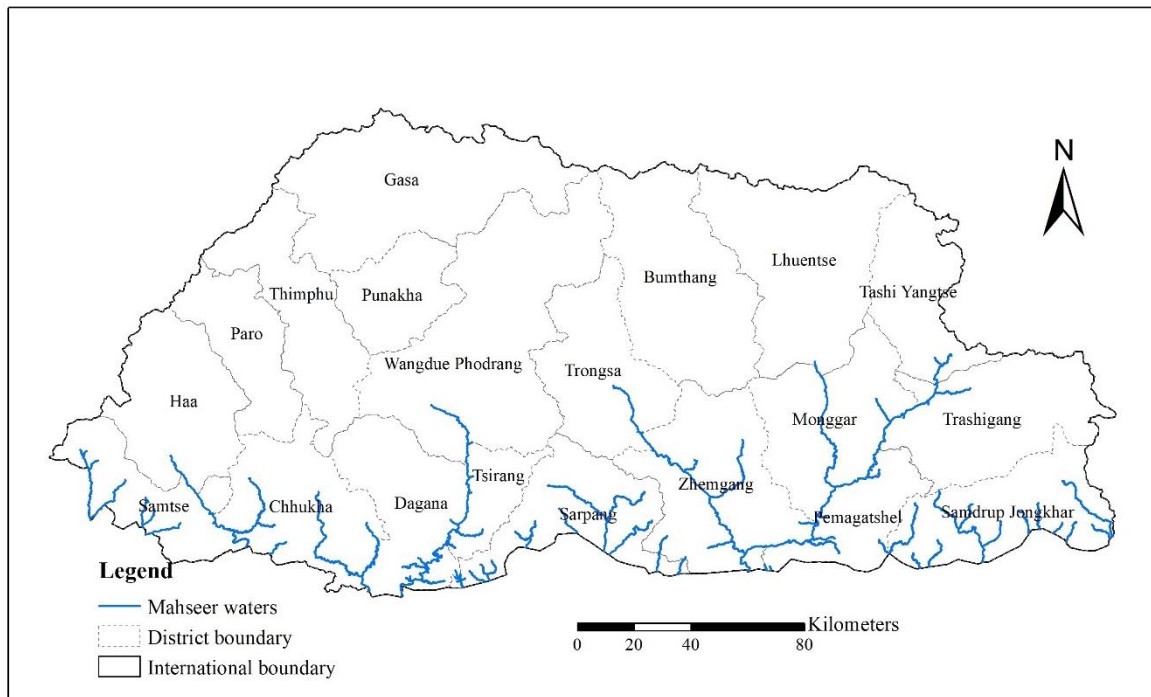 N
Gasa
Lhuentse
Bumthang
Tashi Yangtse
Thimphu
Punakha
Paro
Wangdue Phodrang
Trongsa
Haa
Monggar
Trashigang
Tsirang
Zhemgang
Samtse
Chhukha
Dagana
Sarpang
Pemagatshel
Samdrup Jongkhar
Legend
Mahseer waters
District boundary
International boundary
Kilometers
0 20 40 80